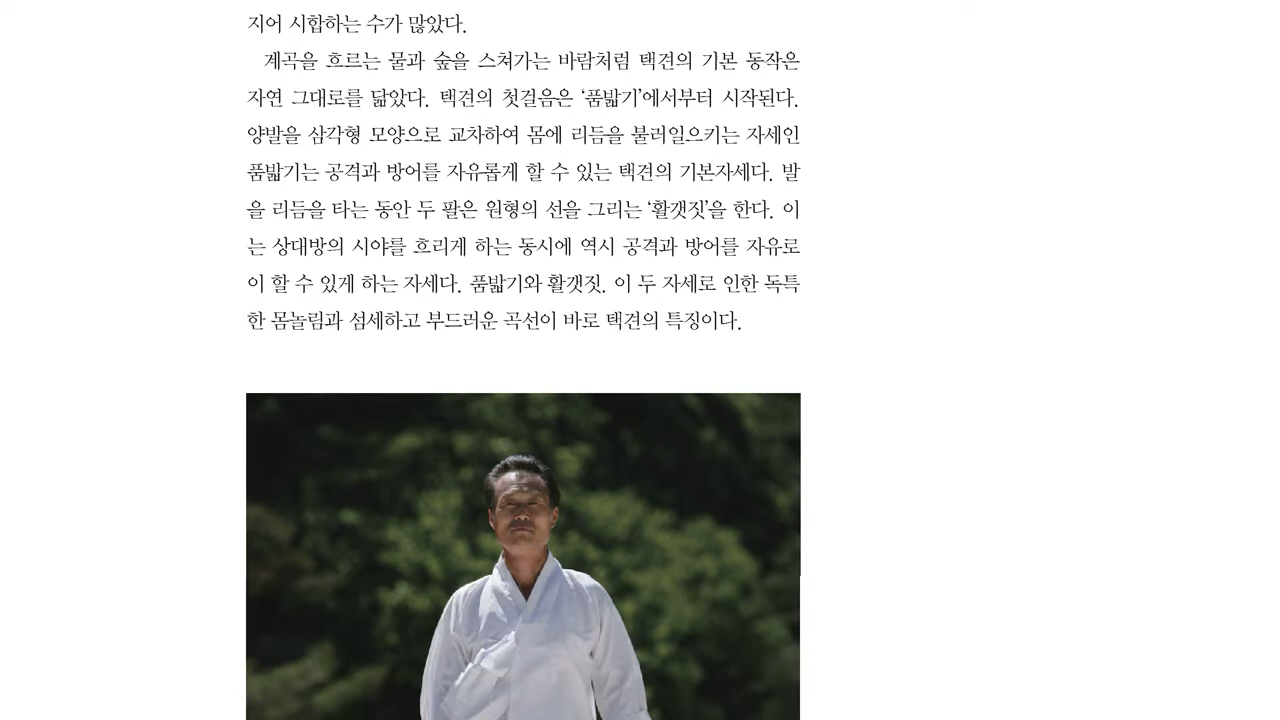 지어 시합하는 수가 많았다.
계곡을 흐르는 물과 숲을 스쳐가는 바람처럼 택견의 기본 동작은
자연 그대로를 닮았다. 택견의 첫걸음은 ‘품밟기’에서부터 시작된다.
양발을 삼각형 모양으로 교차하여 몸에 리듬을 불러일으키는 자세인
품밟기는 공격과 방어를 자유롭게 할 수 있는 택견의 기본자세다. 발
을 리듬을 타는 동안 두 팔은 원형의 선을 그리는 ‘활갯짓’을 한다. 이
는 상대방의 시야를 흐리게 하는 동시에 역시 공격과 방어를 자유로
이 할 수 있게 하는 자세다. 품밟기와 활갯짓. 이 두 자세로 인한 독특
한 몸놀림과 섬세하고 부드러운 곡선이 바로 택견의 특징이다.